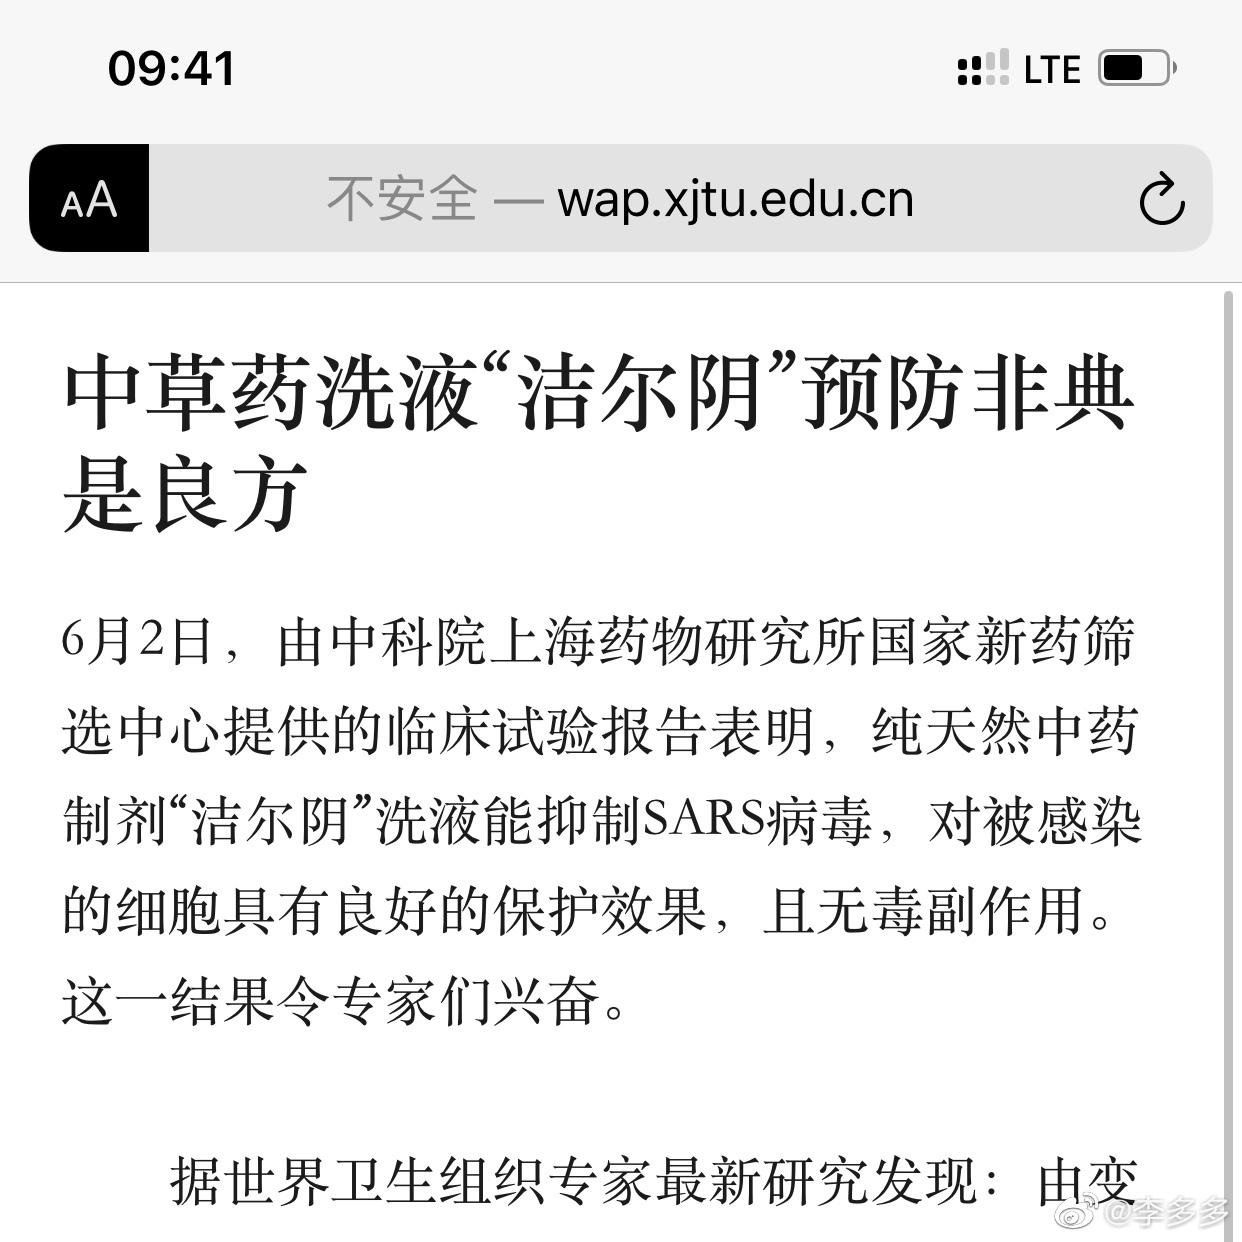 09:41
LTE
AA
不安全 — wap.xjtu.edu.cn
中草药洗液“洁尔阴”预防非典
是良方
6月2日，由中科院上海药物研究所国家新药筛
选中心提供的临床试验报告表明，纯天然中药
制剂“洁尔阴”洗液能抑制SARS病毒，对被感染
的细胞具有良好的保护效果，且无毒副作用。
这一结果令专家们兴奋。
据世界卫生组织专家最新研究发现：由变
@李多多